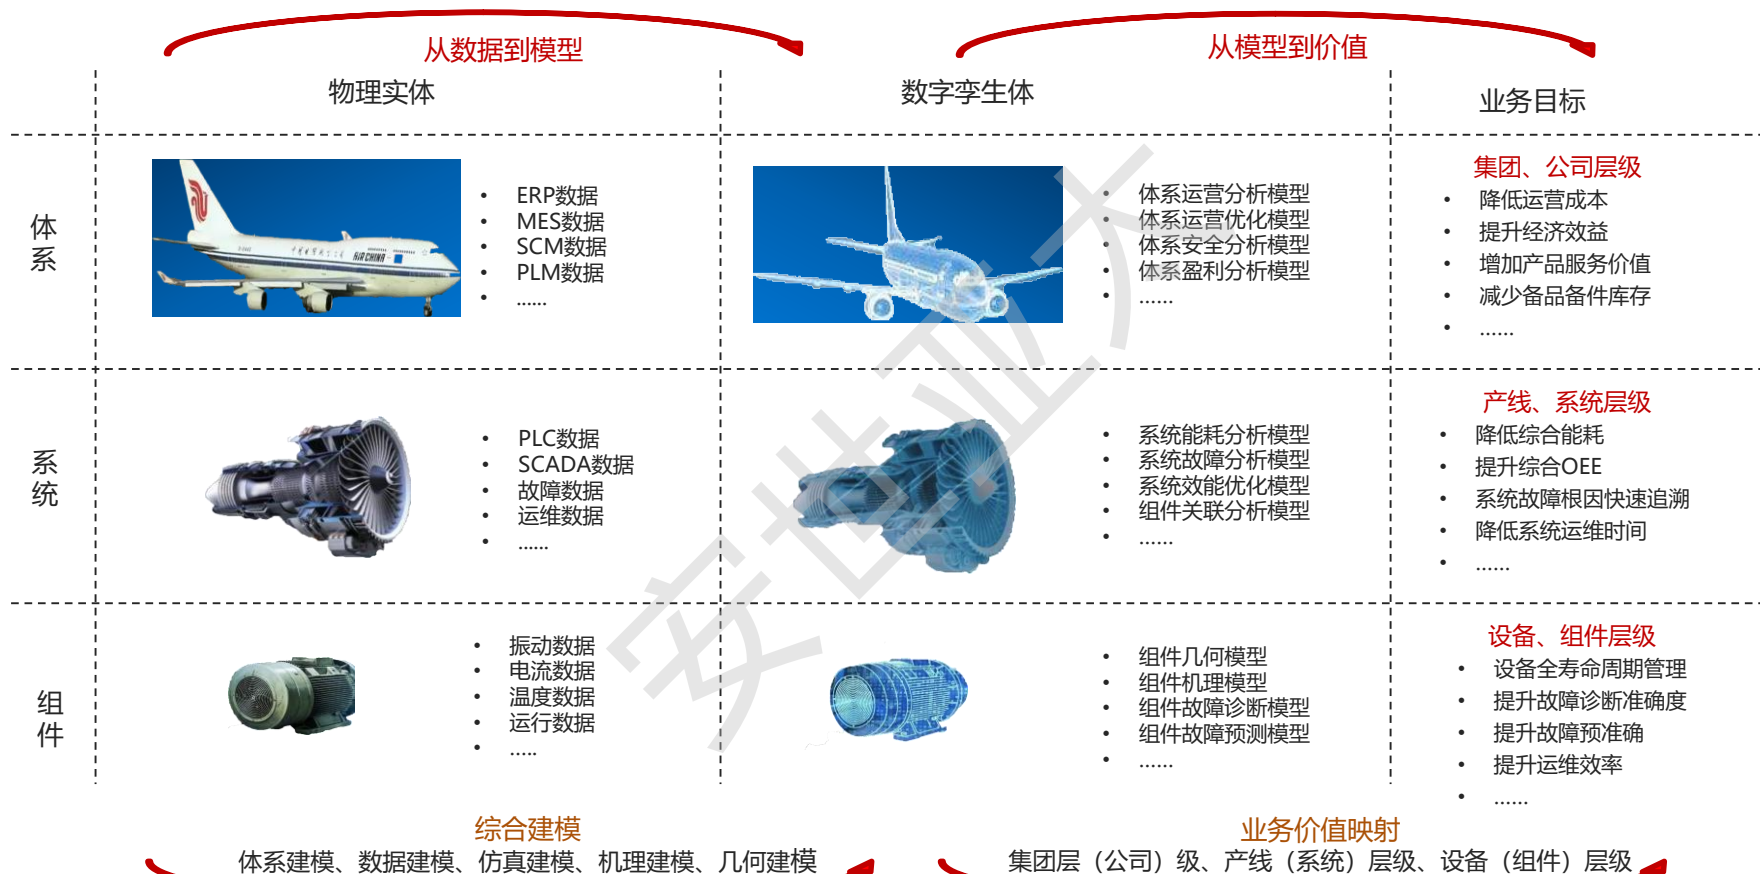 从数据到模型
从模型到价值
物理实体
数字孪生体
业务目标
体系
• ERP数据
• MES数据
• SCM数据
• PLM数据
• ......
AIR CHINA
• 体系运营分析模型
• 体系运营优化模型
• 体系安全分析模型
• 体系盈利分析模型
• ......
集团、公司层级
• 降低运营成本
• 提升经济效益
• 增加产品服务价值
• 减少备品备件库存
• ......
系统
• PLC数据
• SCADA数据
• 故障数据
• 运维数据
• ......
• 系统能耗分析模型
• 系统故障分析模型
• 系统效能优化模型
• 组件关联分析模型
• ......
产线、系统层级
• 降低综合能耗
• 提升综合OEE
• 系统故障根因快速追溯
• 降低系统运维时间
• ......
组件
• 振动数据
• 电流数据
• 温度数据
• 运行数据
• .....
• 组件几何模型
• 组件机理模型
• 组件故障诊断模型
• 组件故障预测模型
• ......
设备、组件层级
• 设备全寿命周期管理
• 提升故障诊断准确度
• 提升故障预准确
• 提升运维效率
• ......
综合建模
体系建模、数据建模、仿真建模、机理建模、几何建模
业务价值映射
集团层（公司）级、产线（系统）层级、设备（组件）层级
安世亚太